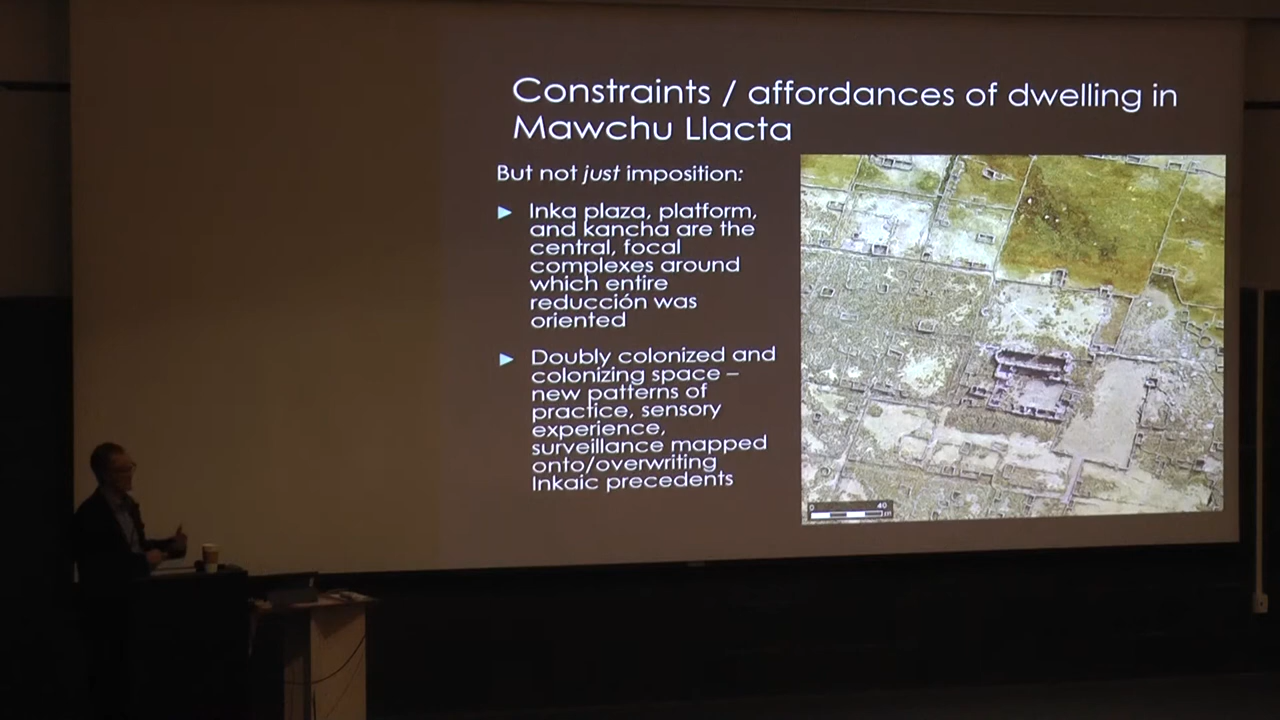 Constraints / affordances of dwelling in
Mawchu Llacta
But not just imposition:
Inka plaza, platform,
and kancha are the
central, focal
complexes around
which entire
reducción was
oriented
Doubly colonized and
colonizing space –
new patterns of
practice, sensory
experience,
surveillance mapped
onto/overwriting
Inkaic precedents
0 40